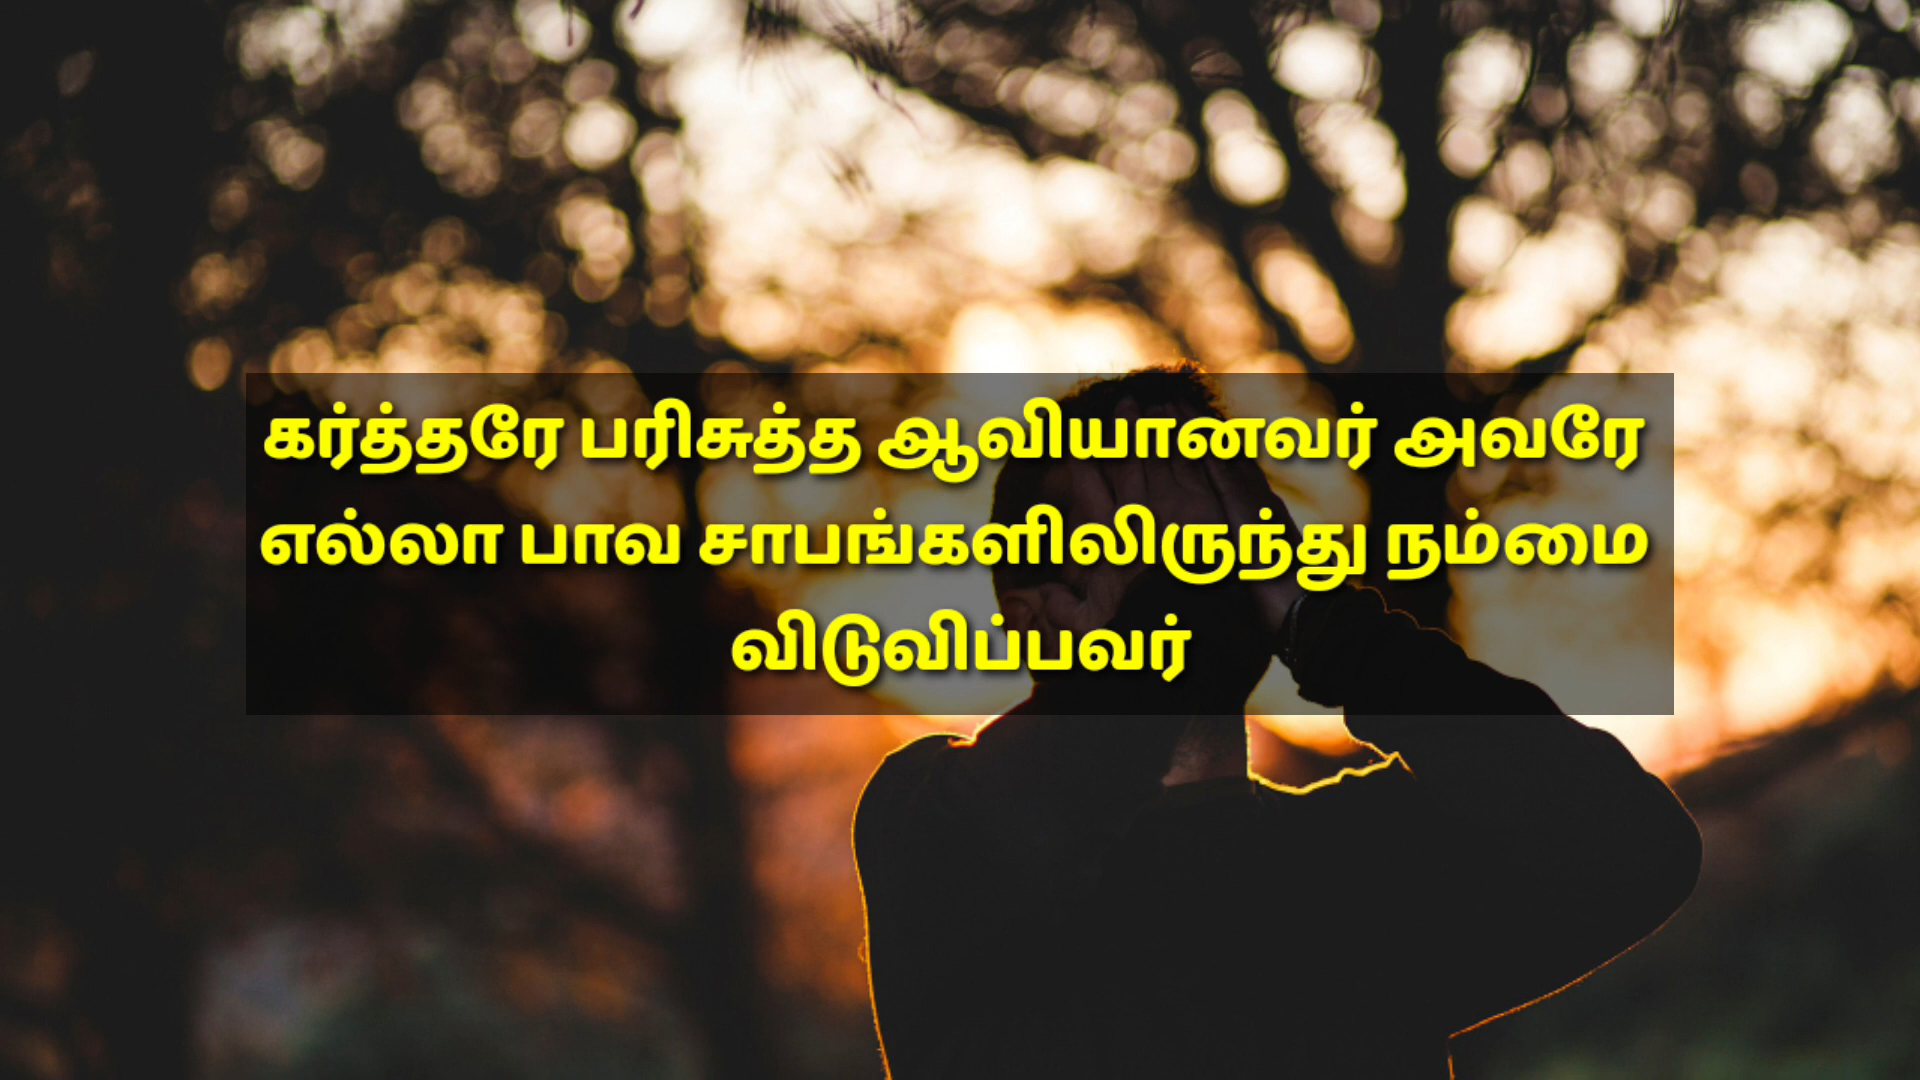 கர்த்தரே பரிசுத்த ஆவியானவர் அவரே
எல்லா பாவ சாபங்களிலிருந்து நம்மை
விடுவிப்பவர்